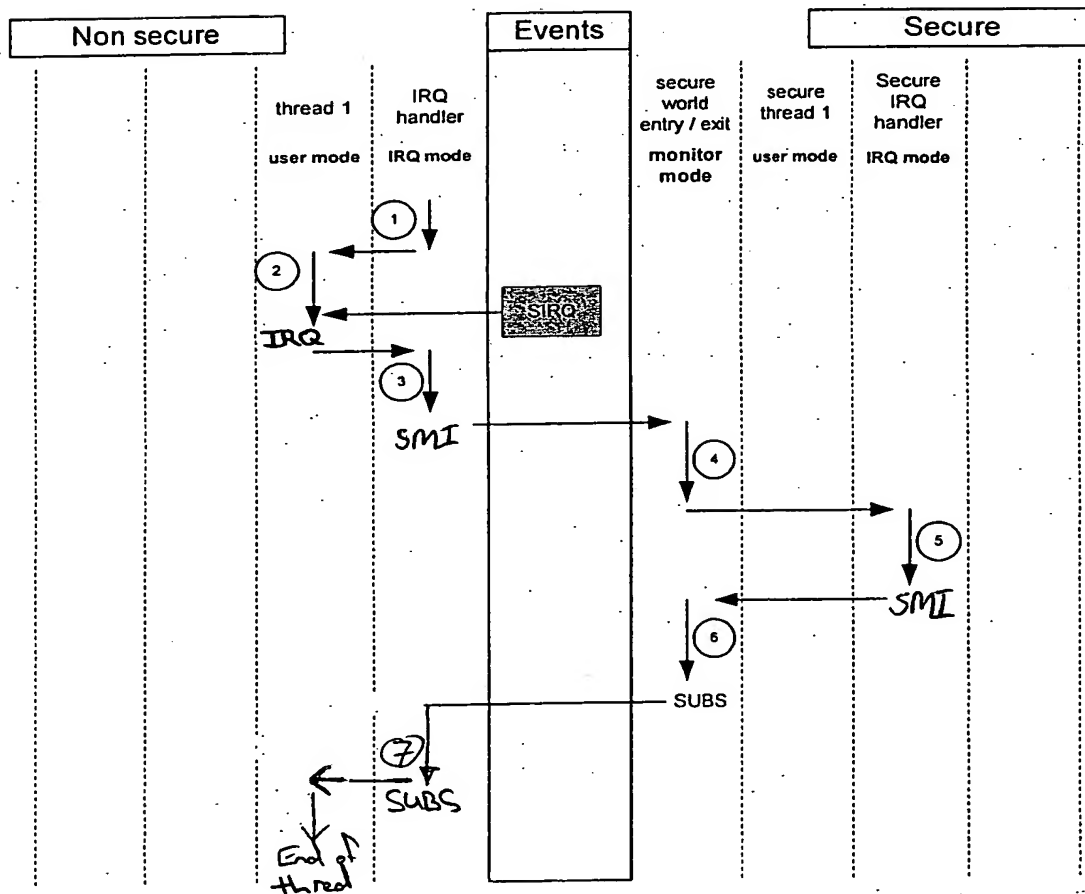 Non secure
Events
Secure
thread 1
user mode
IRQ
handler
IRQ mode
secure
world
entry / exit
monitor
mode
secure
thread 1
user mode
Secure
IRQ
handler
IRQ mode
1
2
SIRQ
IRQ
3
SMI
4
5
SMI
6
SUBS
7
SUBS
End of
thread